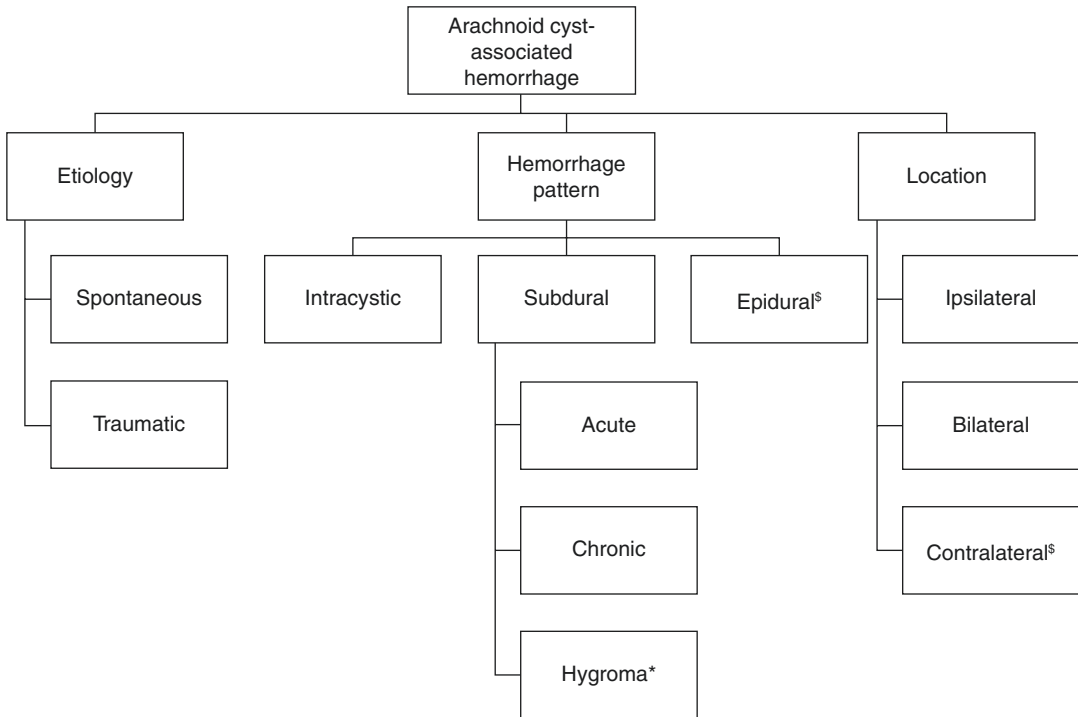 Arachnoid cyst-
associated
hemorrhage
Etiology
Hemorrhage
pattern
Location
Spontaneous
Intracystic
Subdural
Epidural$
Ipsilateral
Traumatic
Acute
Bilateral
Chronic
Contralateral$
Hygroma*